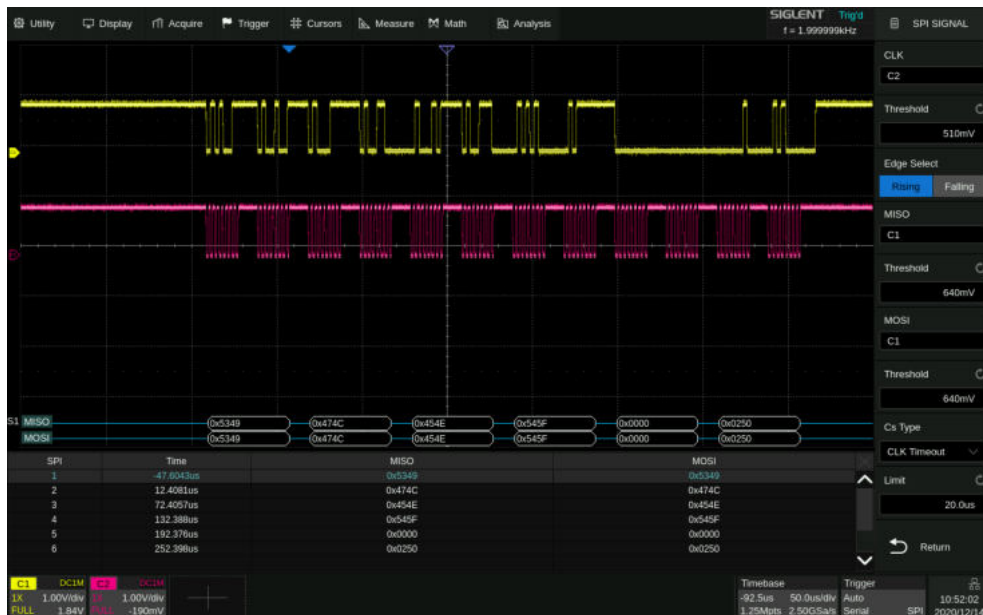 Utility Display Acquire Trigger Cursors Measure Math Analysis SIGLENT Trig'd SPI SIGNAL
f = 1.999999kHz
CLK
C2
Threshold
510mV
Edge Select
Rising Falling
MISO
C1
Threshold
640mV
MOSI
C1
Threshold
640mV
Cs Type
CLK Timeout
Limit
20.0us
Return
S1 MISO 0x5349 0x474C 0x454E 0x545F 0x0000 0x0250
MOSI 0x5349 0x474C 0x454E 0x545F 0x0000 0x0250
SPI Time MISO MOSI
1 -47.6043us 0x5349 0x5349
2 12.4081us 0x474C 0x474C
3 72.4057us 0x454E 0x454E
4 132.388us 0x545F 0x545F
5 192.376us 0x0000 0x0000
6 252.398us 0x0250 0x0250
C1 DC1M C2 DC1M Timebase Trigger
1X 1.00V/div 1X 1.00V/div -92.5us 50.0us/div Auto 10:52:02
FULL 1.84V FULL -190mV 1.25Mpts 2.50GSa/s Serial SPI 2020/12/14